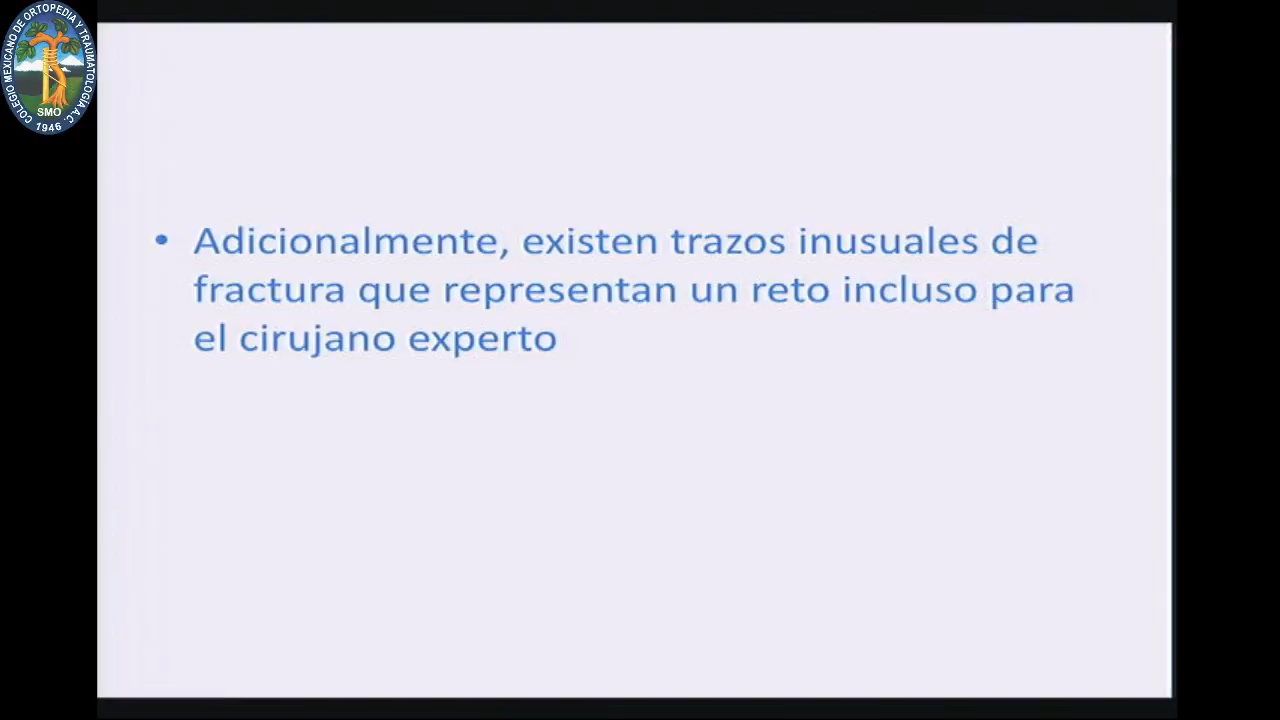 COLEGIO MEXICANO DE ORTOPEDIA Y TRAUMATOLOGIA A.C.
SMO
1946
• Adicionalmente, existen trazos inusuales de
fractura que representan un reto incluso para
el cirujano experto